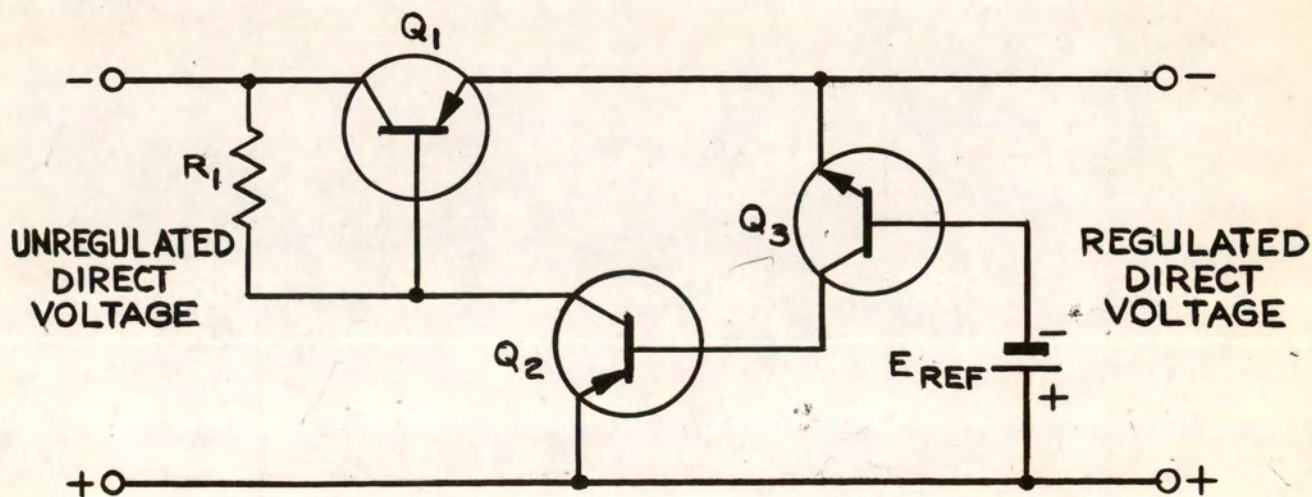 Q1
-
-
R1
UNREGULATED
DIRECT
VOLTAGE
Q3
REGULATED
DIRECT
VOLTAGE
Q2
-
EREF
+
+
+